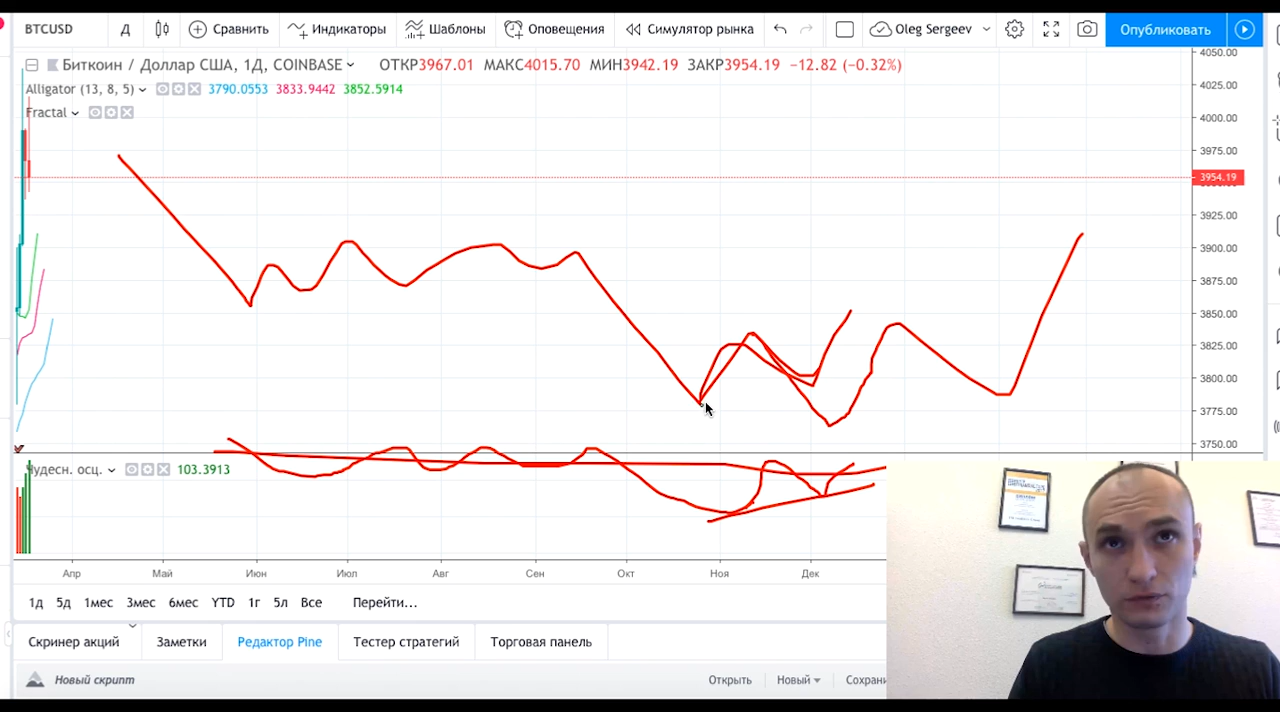 BTCUSD Д Сравнить Индикаторы Шаблоны Оповещения Симулятор рынка Oleg Sergeev Опубликовать
Биткоин / Доллар США, 1Д, COINBASE ОТКР3967.01 МАКС4015.70 МИН3942.19 ЗАКР3954.19 −12.82 (−0.32%)
Alligator (13, 8, 5) 3790.0553 3833.9442 3852.5914
Fractal
4050.00
4025.00
4000.00
3975.00
3954.19
3925.00
3900.00
3875.00
3850.00
3825.00
3800.00
3775.00
3750.00
Чудесн. осц. 103.3913
Апр Май Июн Июл Авг Сен Окт Ноя Дек
1д 5д 1мес 3мес 6мес YTD 1г 5л Все Перейти...
Скринер акций Заметки Редактор Pine Тестер стратегий Торговая панель
Новый скрипт Открыть Новый Сохрани